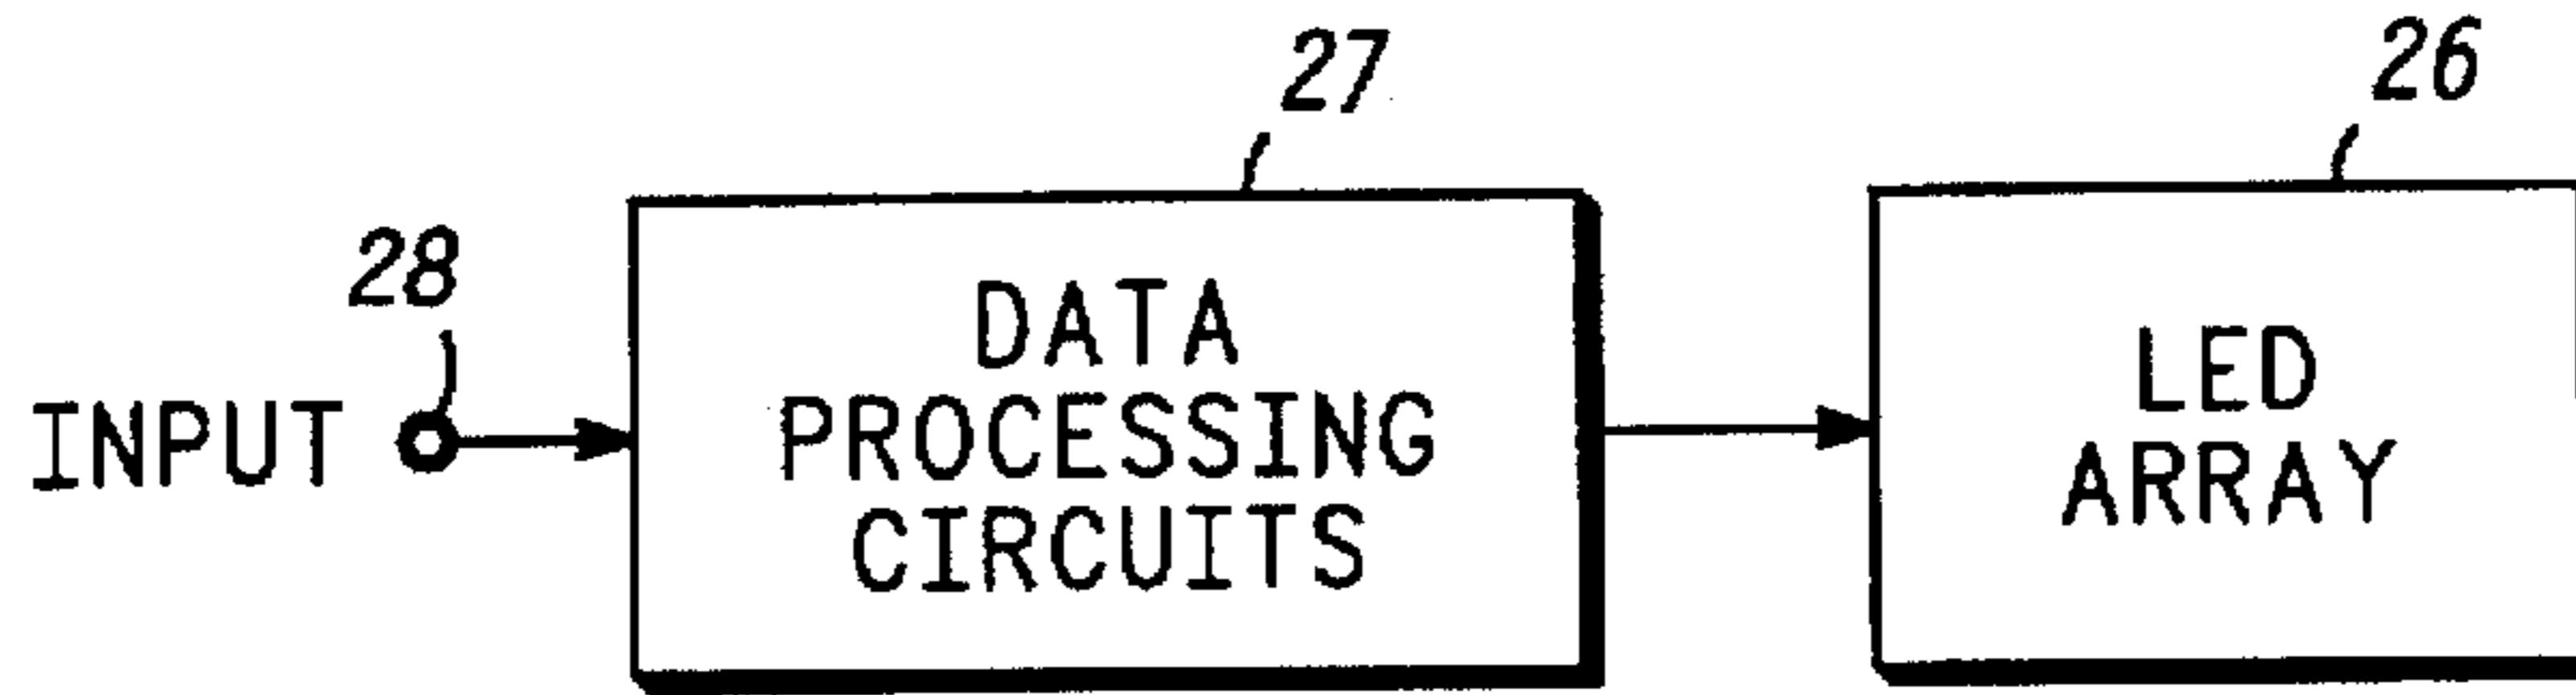 27
26
28
INPUT
DATA
PROCESSING
CIRCUITS
LED
ARRAY